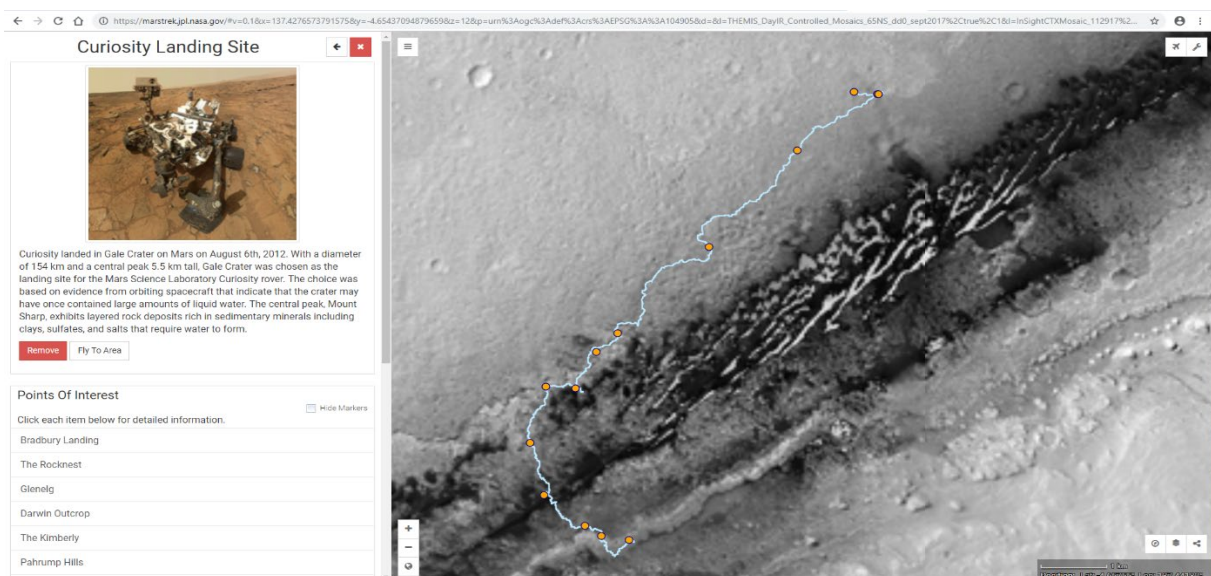 https://marstrek.jpl.nasa.gov/#v=0.1&x=137.42765737915758&y=-4.65437094879659&z=12&p=urn%3Aogc%3Adef%3Acrs%3AEPSG%3A%3A104905&d=&l=THEMIS_DayIR_Controlled_Mosaics_65NS_dd0_sept2017%2Ctrue%2C1&l=InSightCTXMosaic_112917%2...
Curiosity Landing Site
Curiosity landed in Gale Crater on Mars on August 6th, 2012. With a diameter
of 154 km and a central peak 5.5 km tall, Gale Crater was chosen as the
landing site for the Mars Science Laboratory Curiosity rover. The choice was
based on evidence from orbiting spacecraft that indicate that the crater may
have once contained large amounts of liquid water. The central peak, Mount
Sharp, exhibits layered rock deposits rich in sedimentary minerals including
clays, sulfates, and salts that require water to form.
Remove Fly To Area
Points Of Interest
Hide Markers
Click each item below for detailed information.
Bradbury Landing
The Rocknest
Glenelg
Darwin Outcrop
The Kimberly
Pahrump Hills
1 km